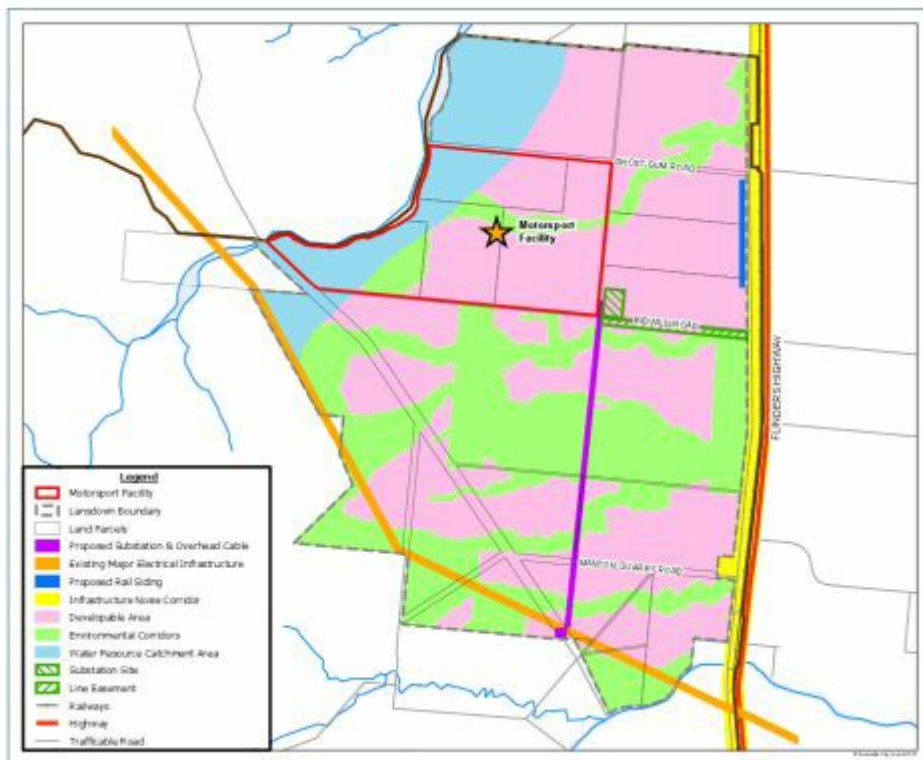 GHOST GUM ROAD
Motorsport
Facility
FLINDERS HIGHWAY
MANTON QUARRY ROAD
Legend
Motorsport Facility
Lansdown Boundary
Land Parcels
Proposed Substation & Overhead Cable
Existing Major Electrical Infrastructure
Proposed Rail Siding
Infrastructure Noise Corridor
Developable Area
Environmental Corridors
Water Resource Catchment Area
Substation Site
Line Easement
Railways
Highway
Trafficable Road